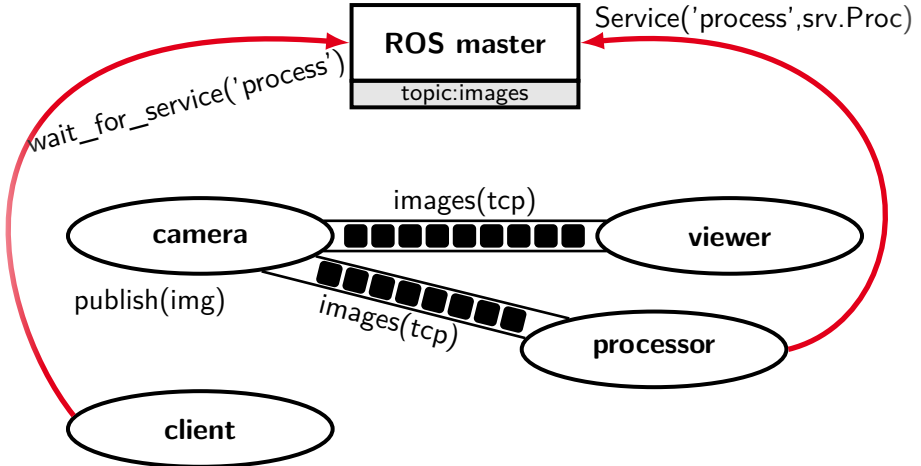 Service('process',srv.Proc)
ROS master
wait_for_service('process')
topic:images
images(tcp)
camera
viewer
publish(img)
images(tcp)
processor
client